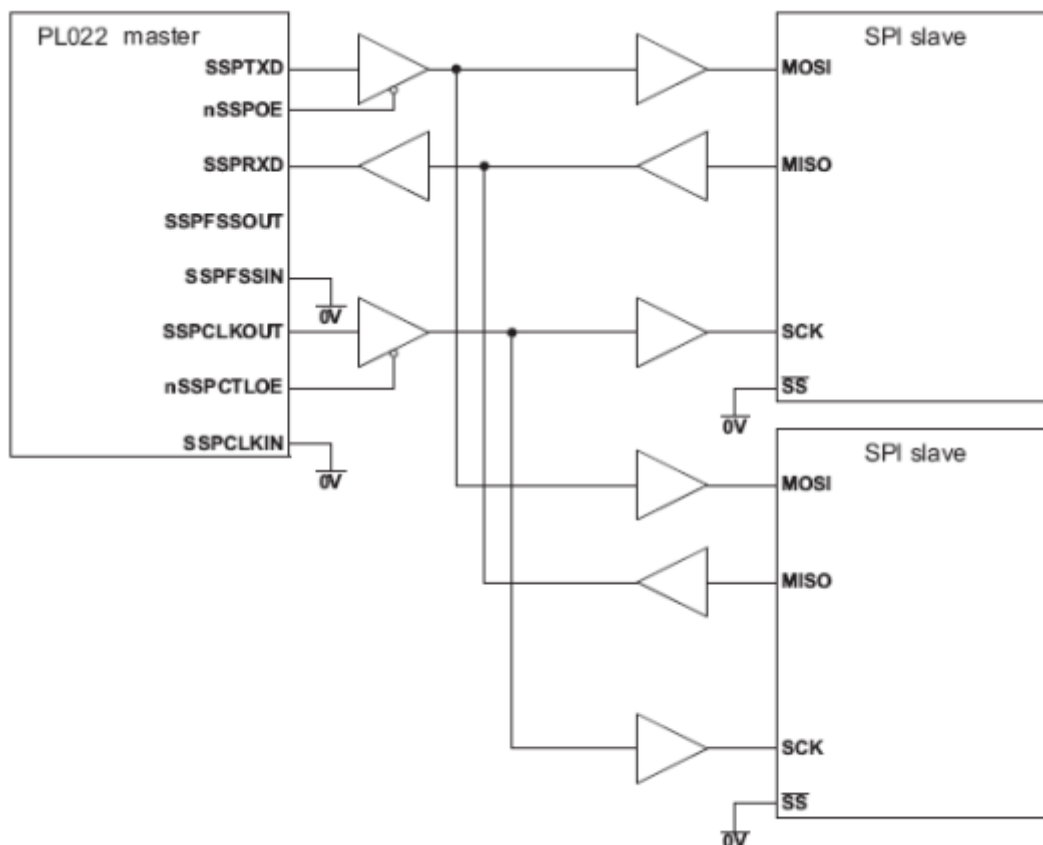 PL022 master
SSPTXD
nSSPOE
SSPRXD
SSPFSSOUT
SSPFSSIN
0V
SSPCLKOUT
nSSPCTLOE
SSPCLKIN
0V
SPI slave
MOSI
MISO
SCK
SS
0V
SPI slave
MOSI
MISO
SCK
SS
0V